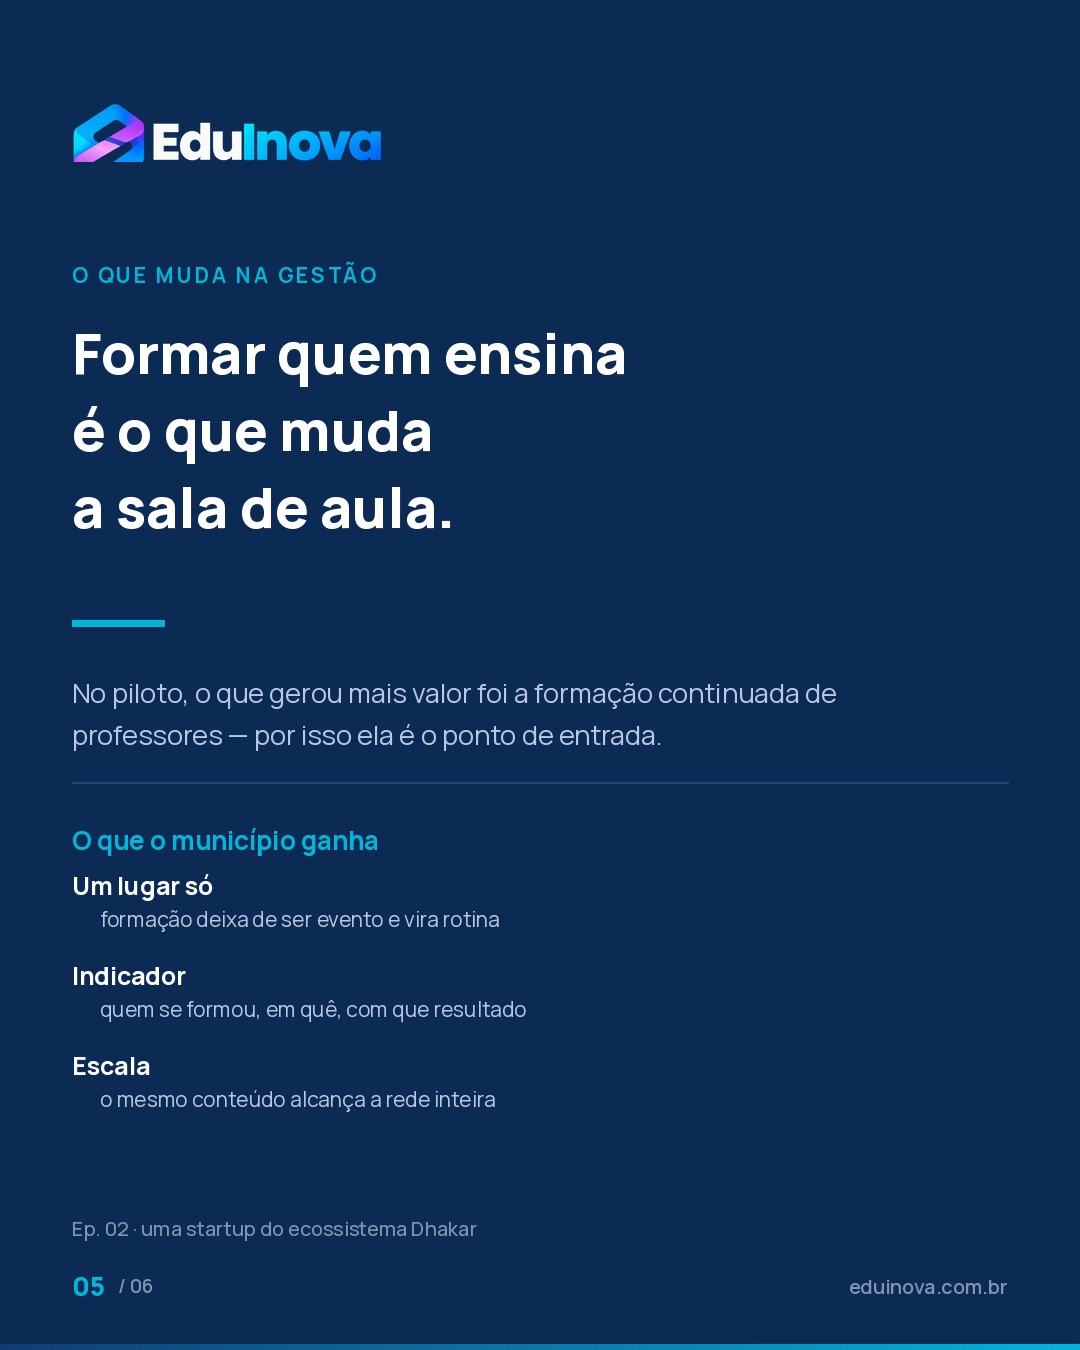 EduInova
O QUE MUDA NA GESTÃO
Formar quem ensina
é o que muda
a sala de aula.
No piloto, o que gerou mais valor foi a formação continuada de
professores — por isso ela é o ponto de entrada.
O que o município ganha
Um lugar só
formação deixa de ser evento e vira rotina
Indicador
quem se formou, em quê, com que resultado
Escala
o mesmo conteúdo alcança a rede inteira
Ep. 02 · uma startup do ecossistema Dhakar
05 / 06
eduinova.com.br